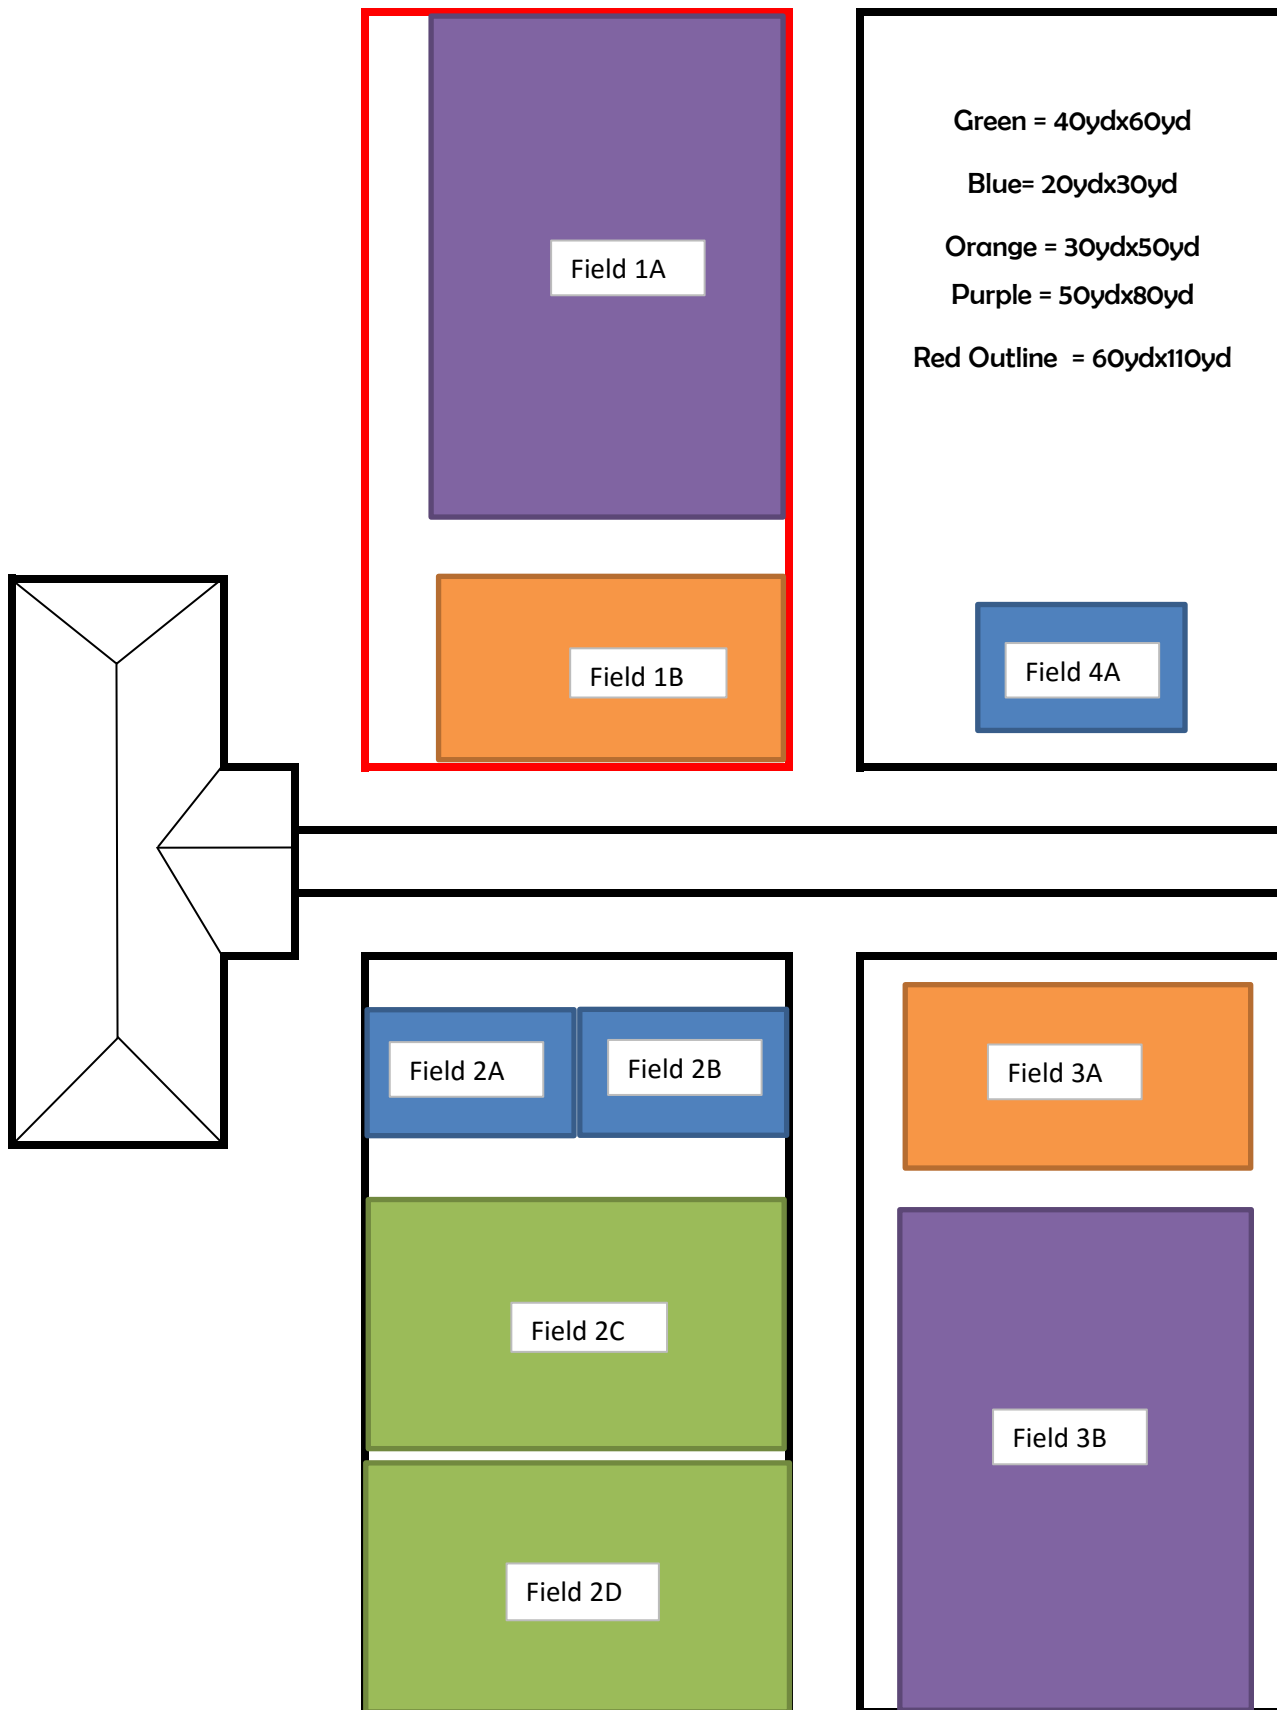 Green = 40ydx60yd
Blue= 20ydx30yd
Orange = 30ydx50yd
Purple = 50ydx80yd
Red Outline  = 60ydx110yd
Field 1A
Field 1B
Field 4A
Field 2A
Field 2B
Field 3A
Field 2C
Field 3B
Field 2D